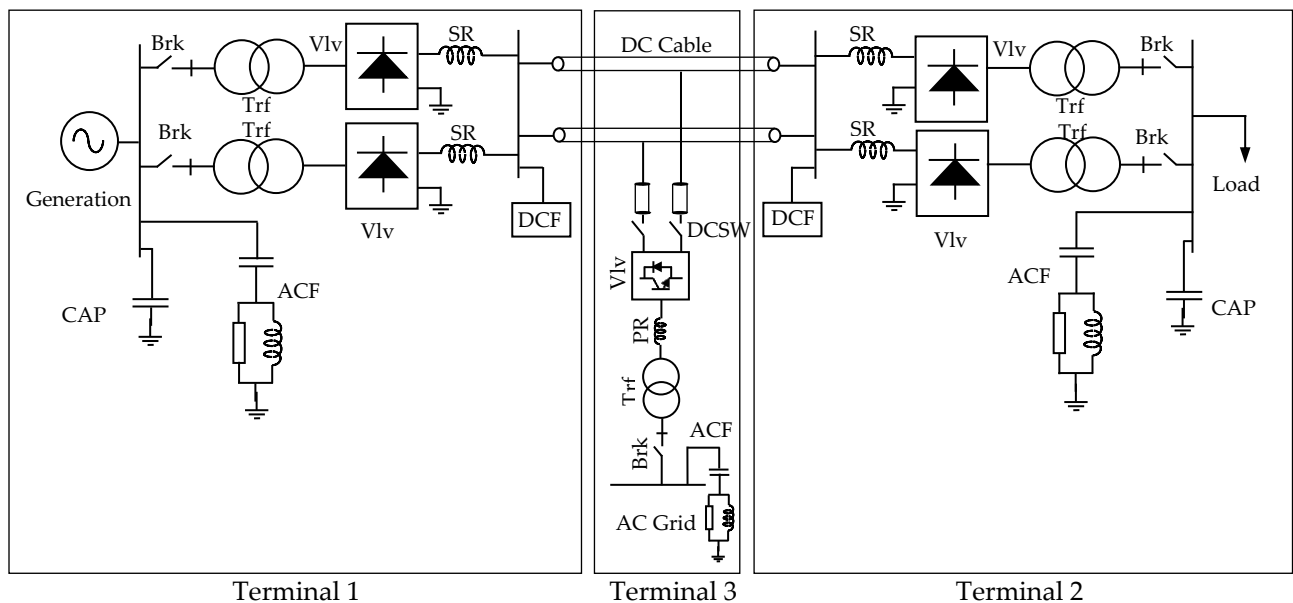 Brk
Vlv
SR
Trf
Generation
Brk
Trf
SR
Vlv
DCF
CAP
ACF
Terminal 1
DC Cable
DCSW
Vlv
PR
Trf
Brk
ACF
AC Grid
Terminal 3
SR
Vlv
Brk
Trf
SR
Trf
Brk
Load
DCF
Vlv
ACF
CAP
Terminal 2